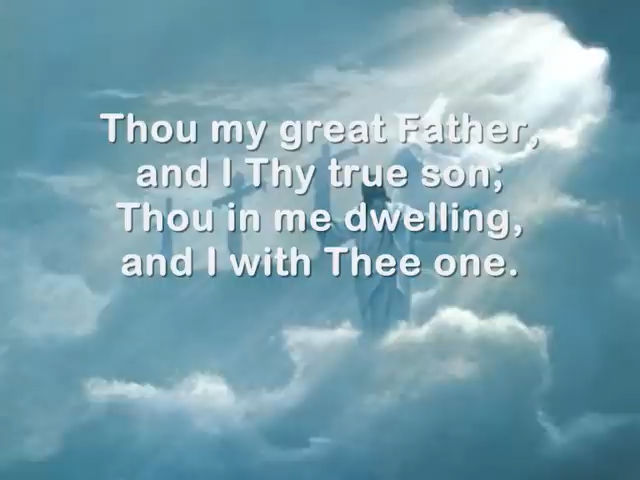 Thou my great Father,
and I Thy true son;
Thou in me dwelling,
and I with Thee one.